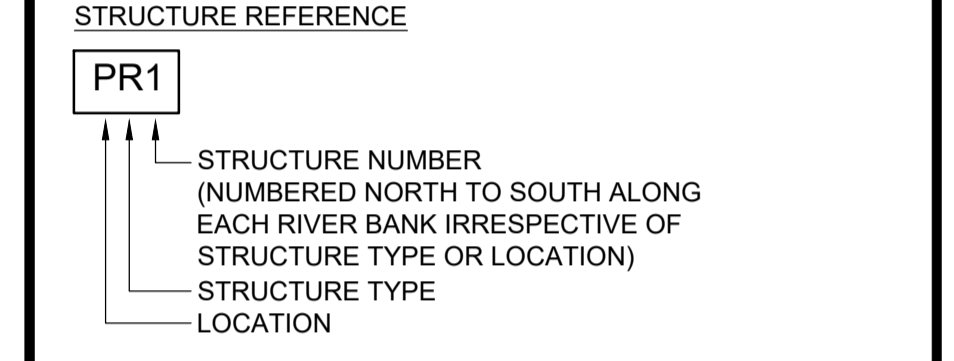 STRUCTURE REFERENCE
PR1
STRUCTURE NUMBER
(NUMBERED NORTH TO SOUTH ALONG
EACH RIVER BANK IRRESPECTIVE OF
STRUCTURE TYPE OR LOCATION)
STRUCTURE TYPE
LOCATION